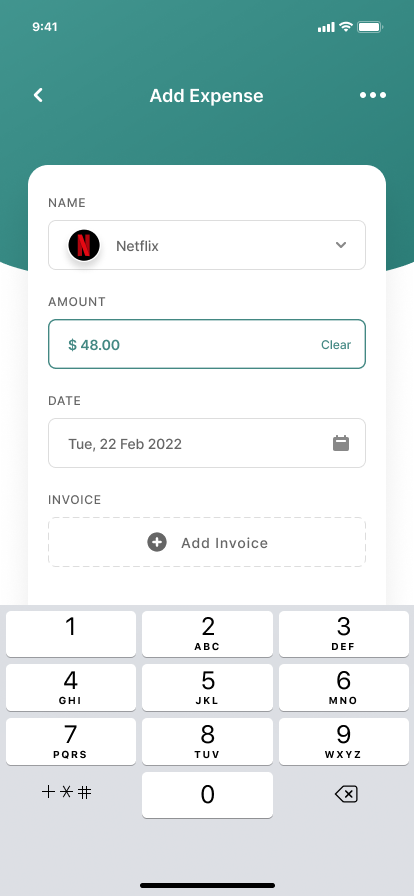 9:41
Add Expense
NAME
N Netflix
AMOUNT
$ 48.00 Clear
DATE
Tue, 22 Feb 2022
INVOICE
Add Invoice
1 2 3
ABC DEF
4 5 6
GHI JKL MNO
7 8 9
PQRS TUV WXYZ
+*# 0